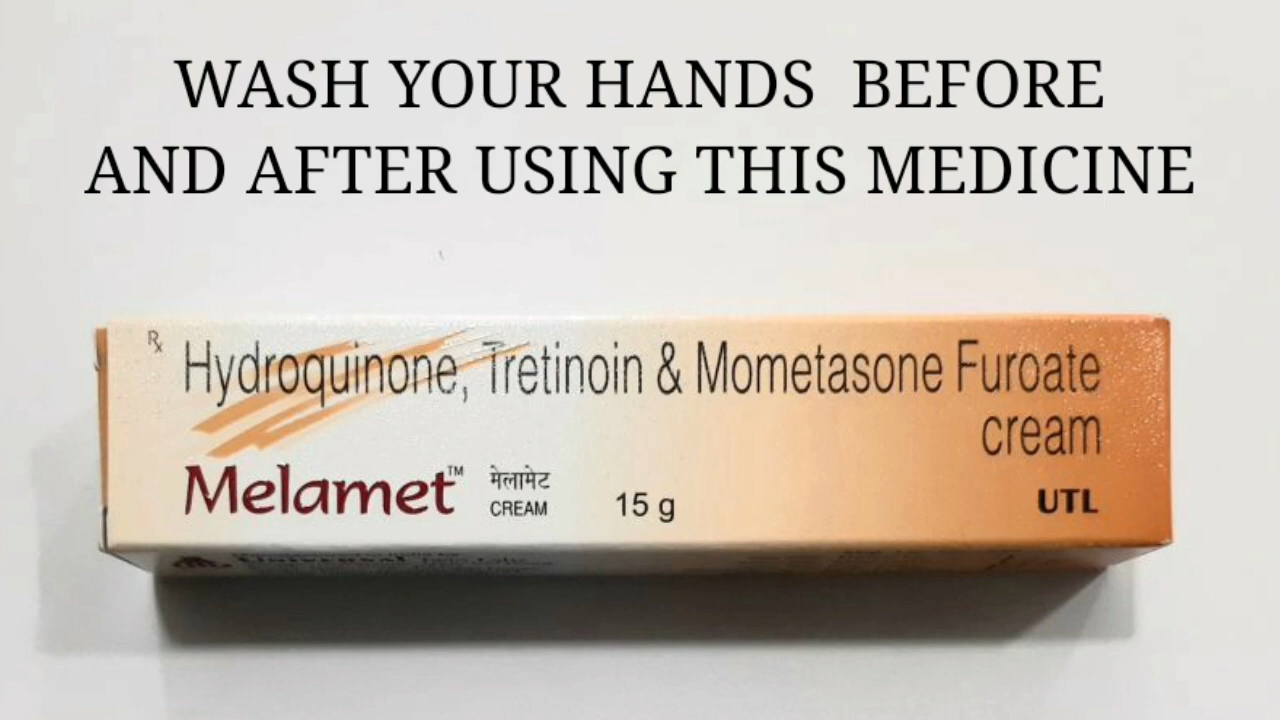 WASH YOUR HANDS BEFORE
AND AFTER USING THIS MEDICINE
Rx
Hydroquinone, Tretinoin & Mometasone Furoate
cream
Melamet™ मेलामेट
CREAM 15 g UTL
Universal